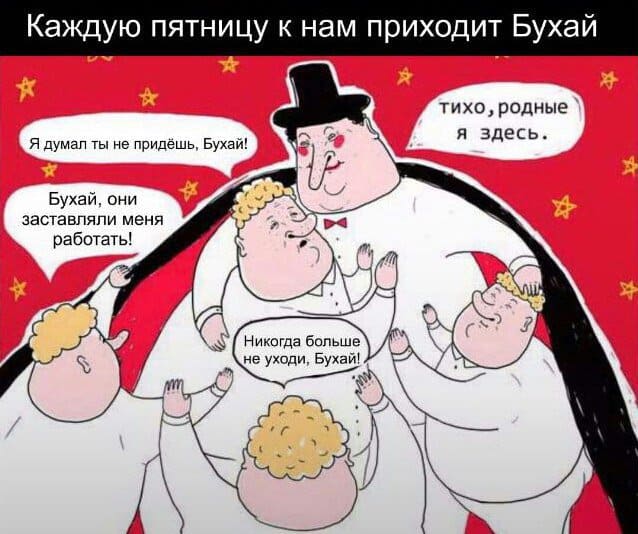 Каждую пятницу к нам приходит Бухай
тихо, родные
я здесь.
Я думал ты не придёшь, Бухай!
Бухай, они
заставляли меня
работать!
Никогда больше
не уходи, Бухай!